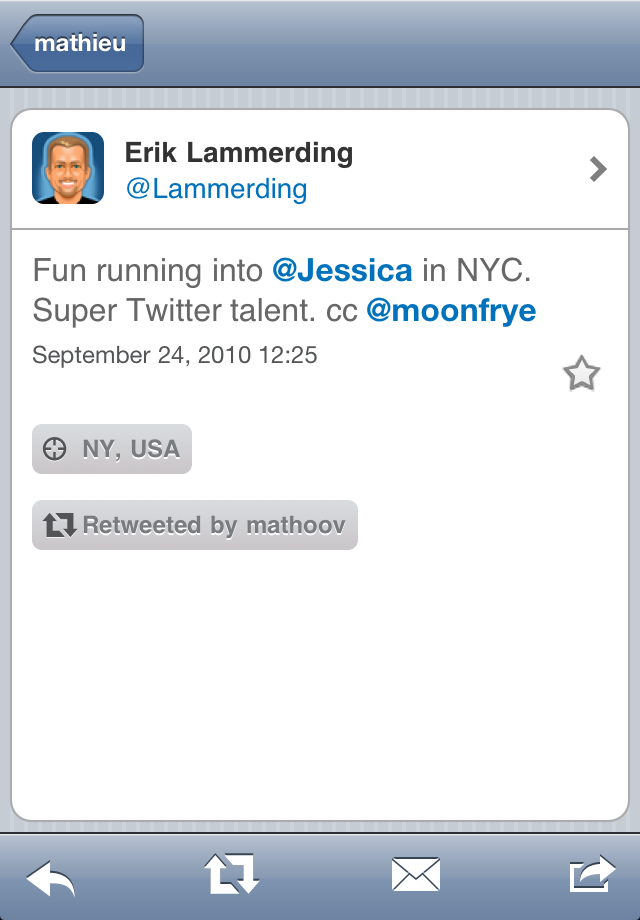 mathieu
Erik Lammerding
@Lammerding
Fun running into @Jessica in NYC.
Super Twitter talent. cc @moonfrye
September 24, 2010 12:25
NY, USA
Retweeted by mathoov